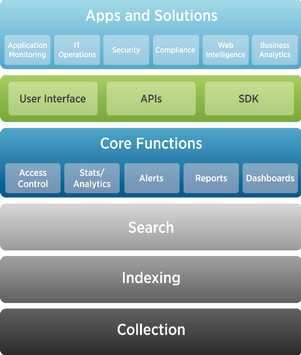 Apps and Solutions
Application
Monitoring
IT
Operations
Security
Compliance
Web
Intelligence
Business
Analytics
User Interface
APIs
SDK
Core Functions
Access
Control
Stats/
Analytics
Alerts
Reports
Dashboards
Search
Indexing
Collection